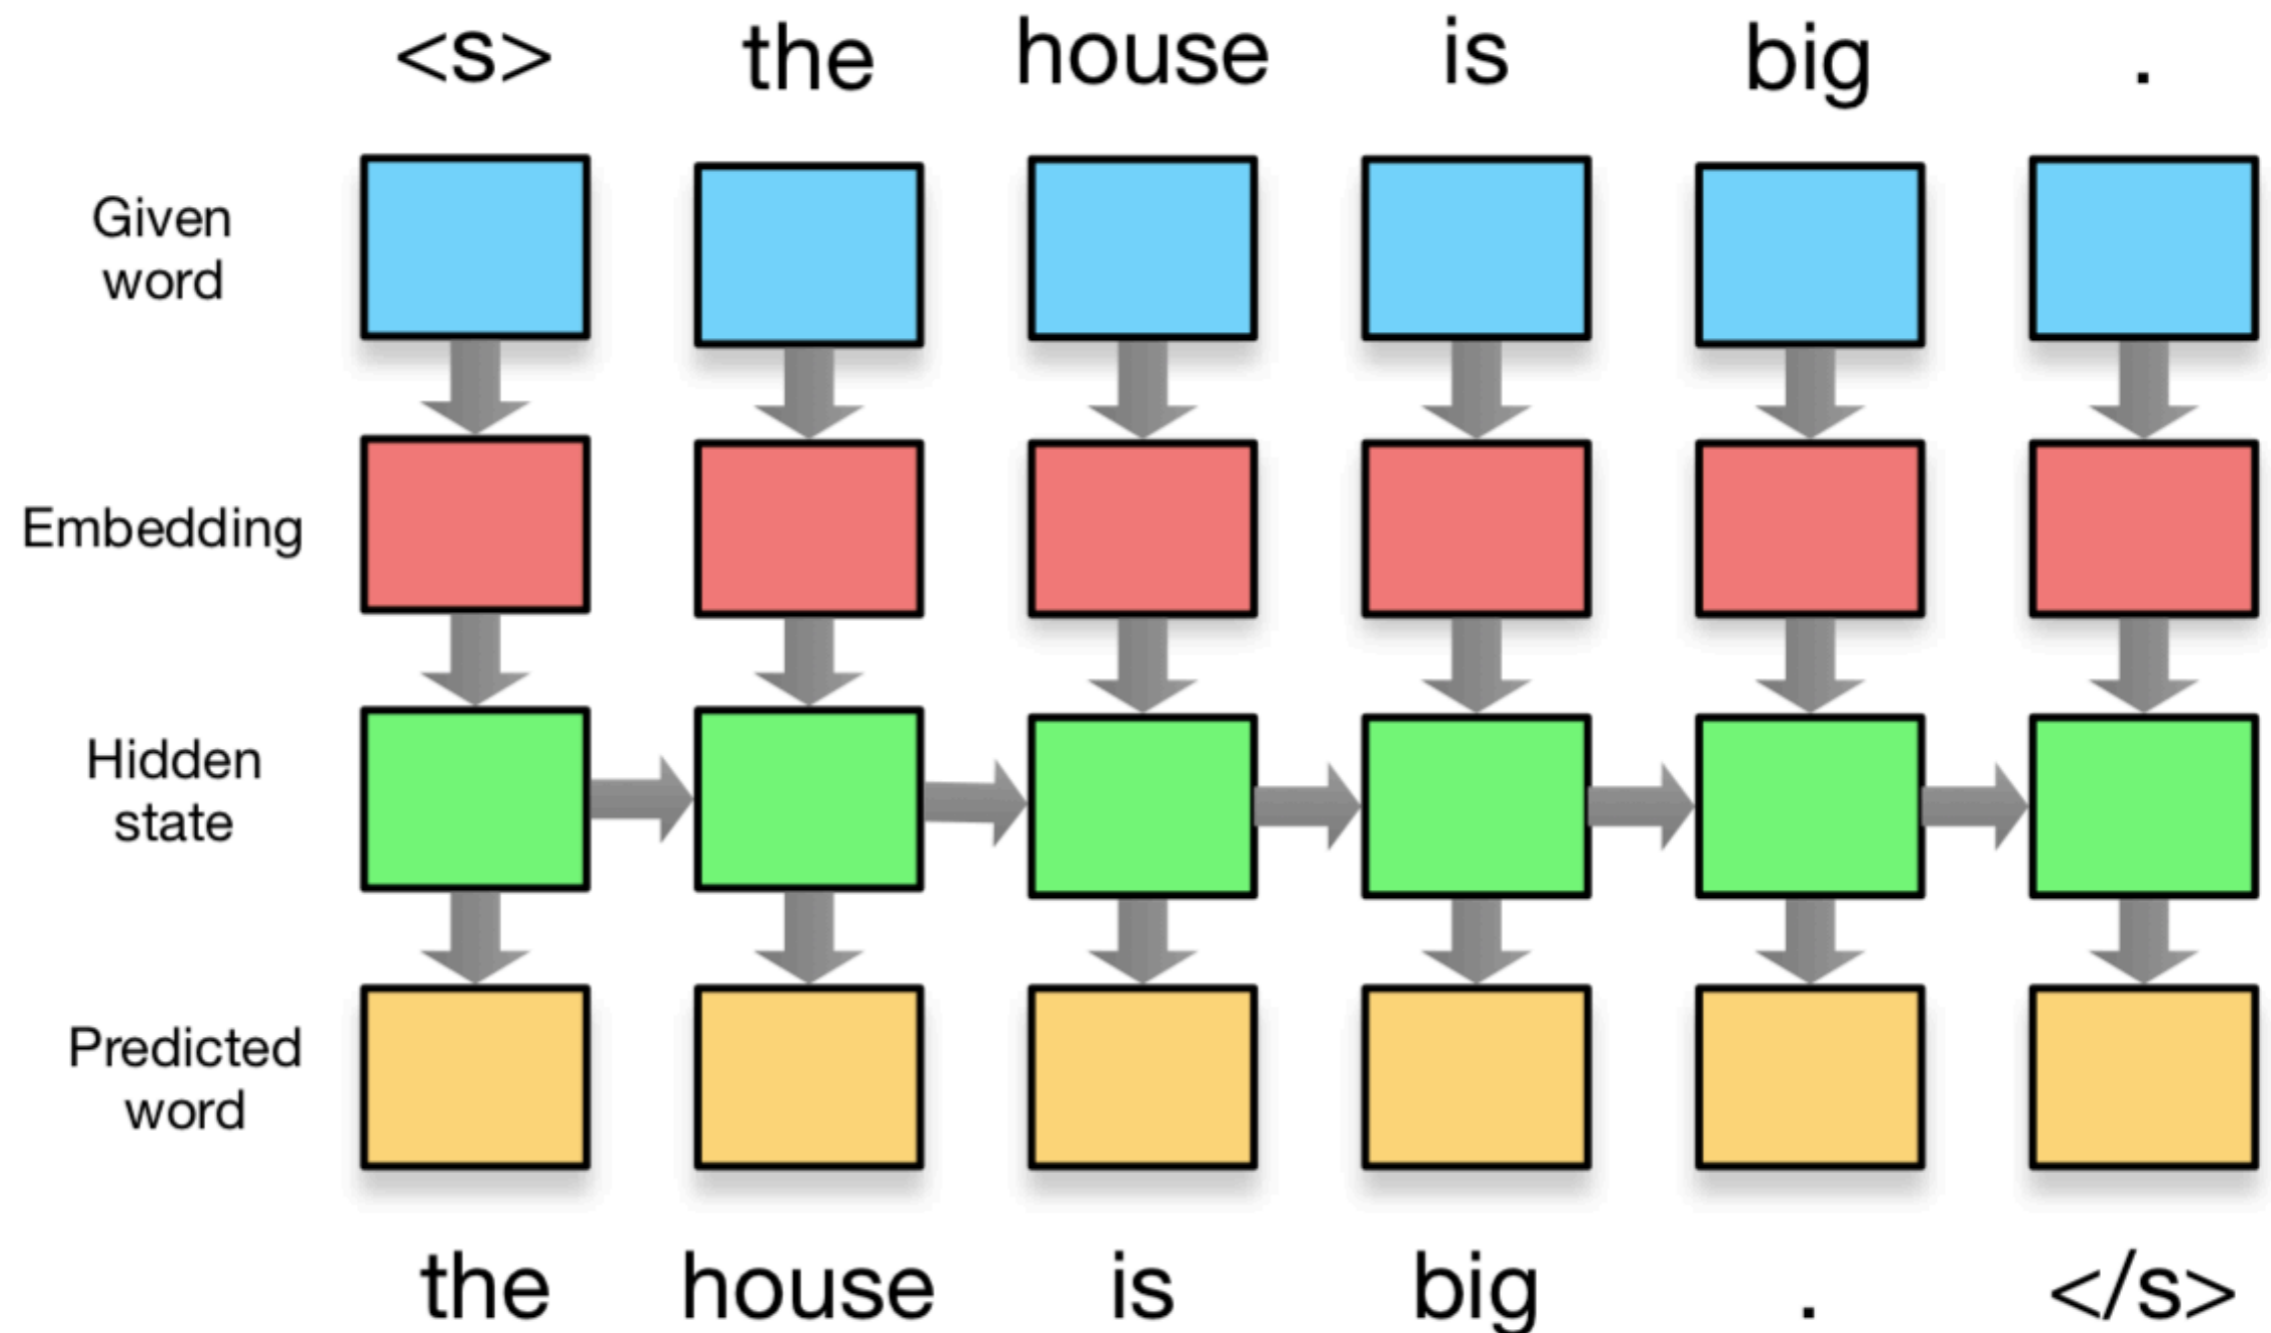 <s> the house is big .
Given
word
Embedding
Hidden
state
Predicted
word
the house is big . </s>